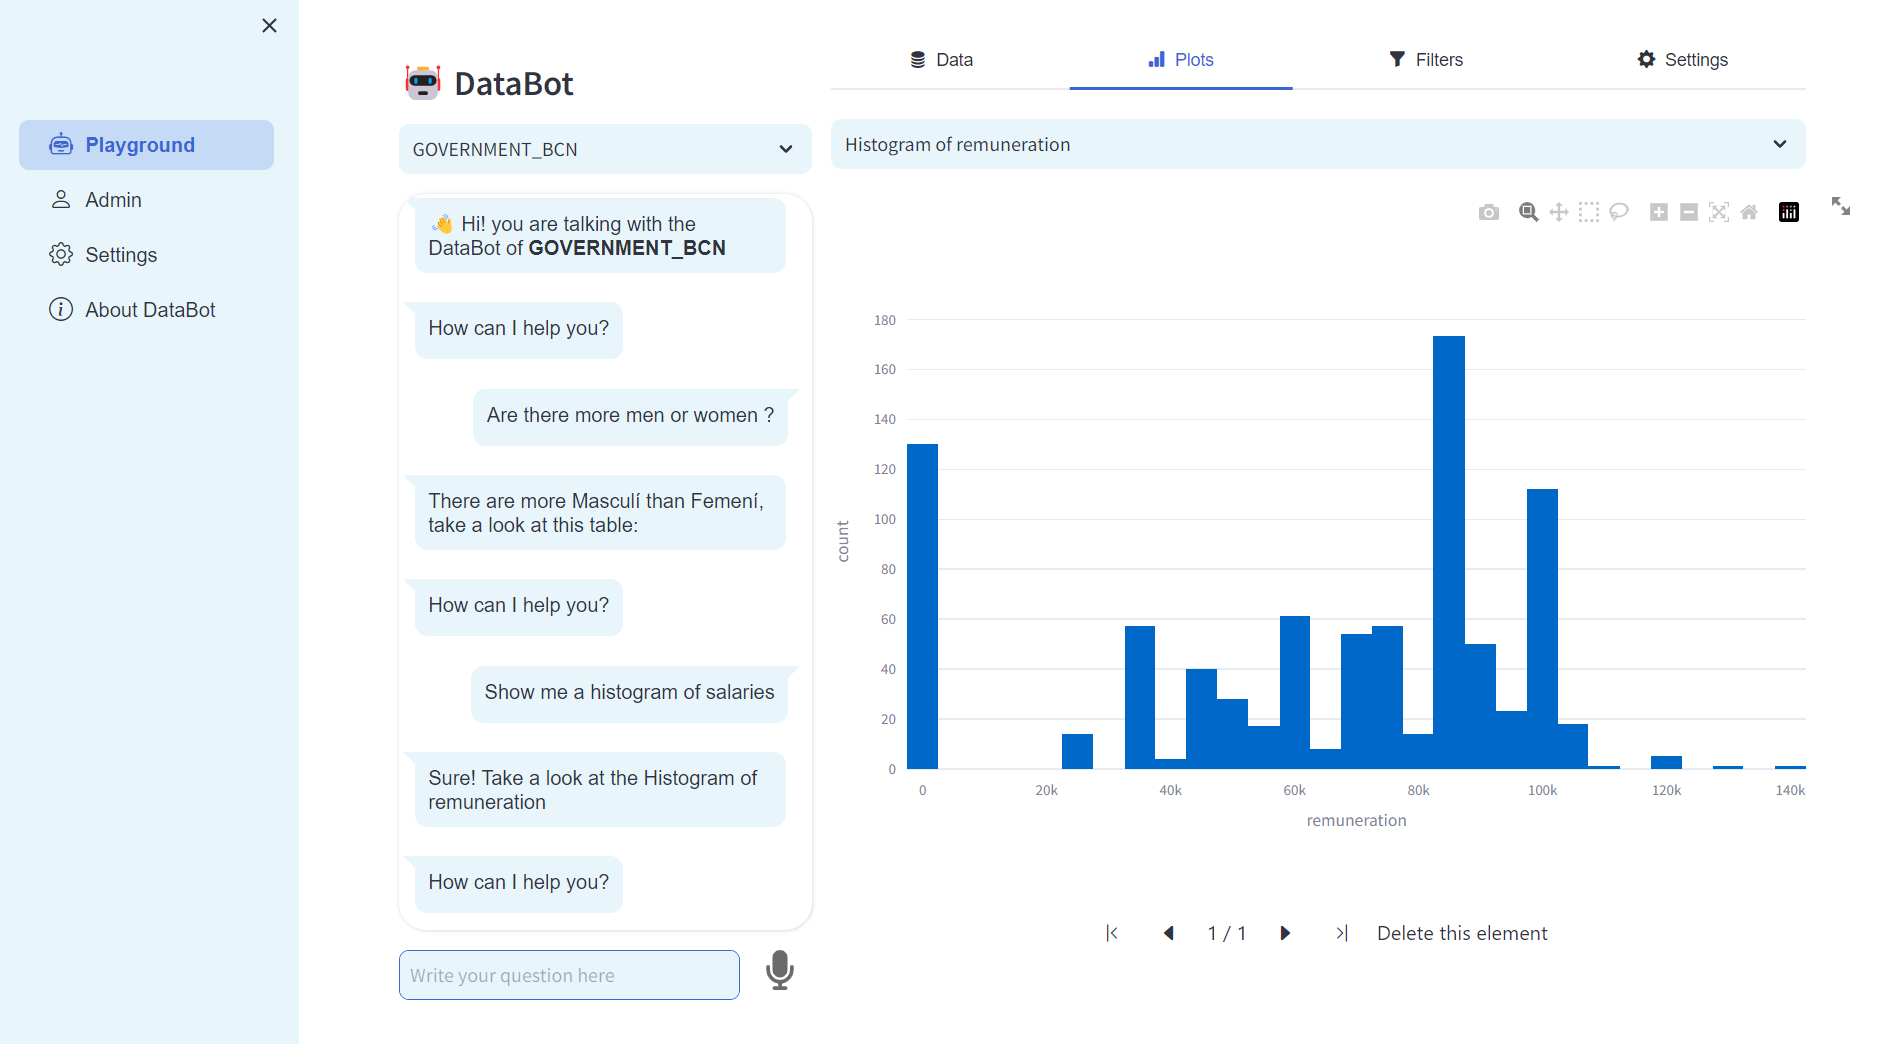 Playground
Admin
Settings
About DataBot
DataBot
GOVERNMENT_BCN
Hi! you are talking with the
DataBot of GOVERNMENT_BCN
How can I help you?
Are there more men or women ?
There are more Masculí than Femení,
take a look at this table:
How can I help you?
Show me a histogram of salaries
Sure! Take a look at the Histogram of
remuneration
How can I help you?
Write your question here
Data
Plots
Filters
Settings
Histogram of remuneration
180
160
140
120
100
80
60
40
20
0
count
0
20k
40k
60k
80k
100k
120k
140k
remuneration
1 / 1
Delete this element